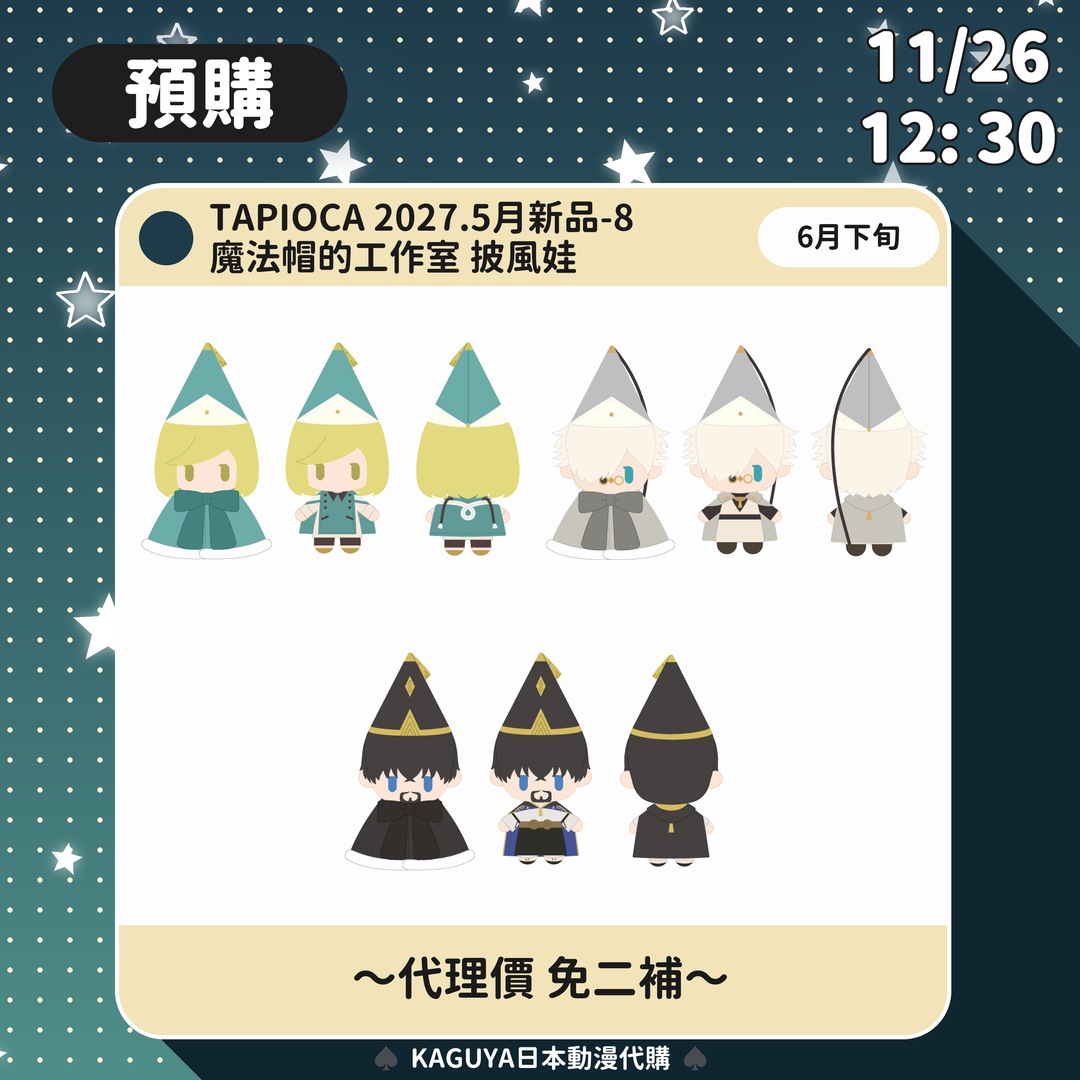 預購
11/26
12: 30
TAPIOCA 2027.5月新品-8
魔法帽的工作室 披風娃
6月下旬
～代理價 免二補～
♠ KAGUYA日本動漫代購 ♠